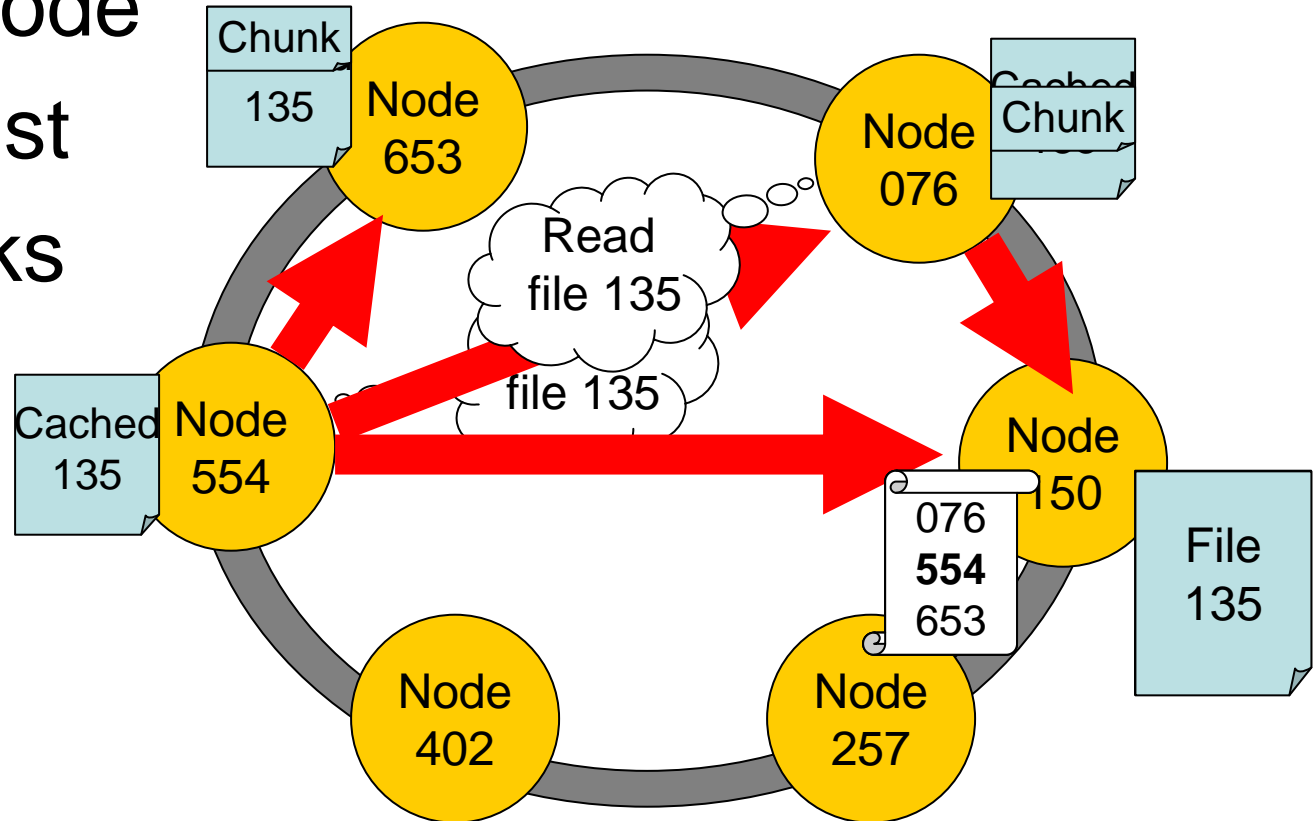 ode
st
ks
Chunk
135
Node
653
Node
076
Cached
Chunk
Read
file 135
file 135
Cached
135
Node
554
Node
150
076
554
653
File
135
Node
402
Node
257